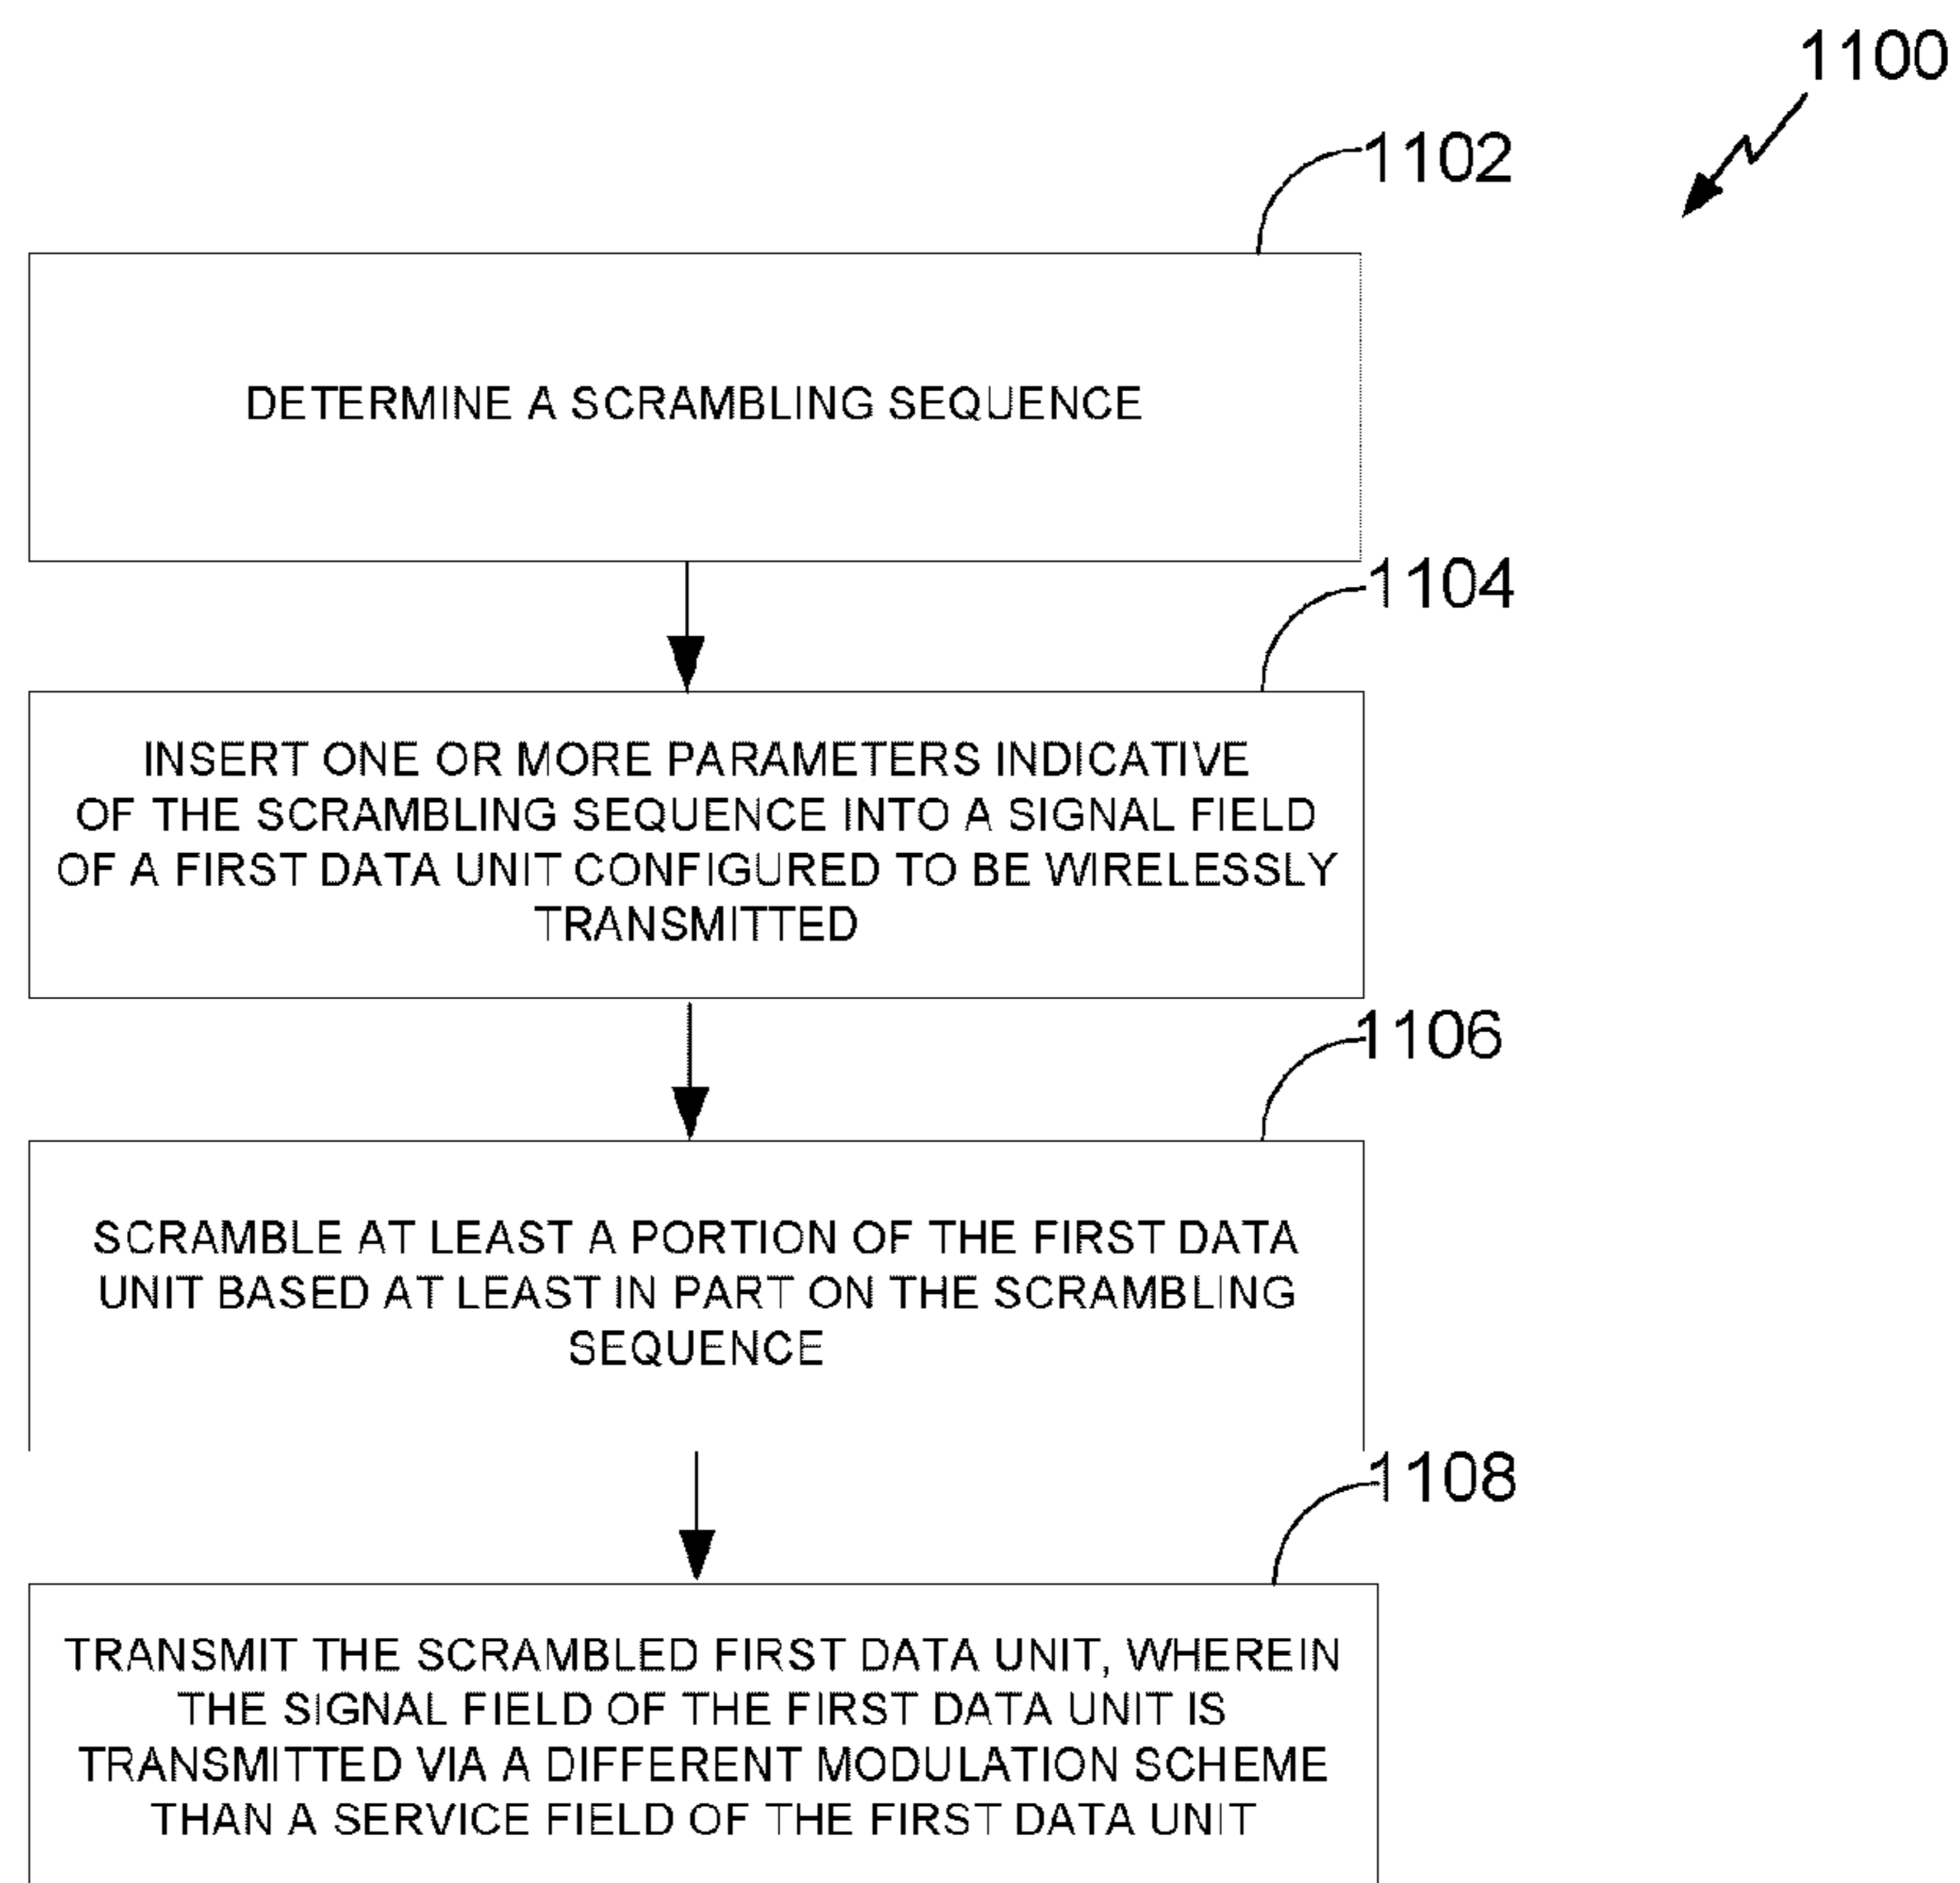 1100
1102
DETERMINE A SCRAMBLING SEQUENCE
1104
INSERT ONE OR MORE PARAMETERS INDICATIVE
OF THE SCRAMBLING SEQUENCE INTO A SIGNAL FIELD
OF A FIRST DATA UNIT CONFIGURED TO BE WIRELESSLY
TRANSMITTED
1106
SCRAMBLE AT LEAST A PORTION OF THE FIRST DATA
UNIT BASED AT LEAST IN PART ON THE SCRAMBLING
SEQUENCE
1108
TRANSMIT THE SCRAMBLED FIRST DATA UNIT, WHEREIN
THE SIGNAL FIELD OF THE FIRST DATA UNIT IS
TRANSMITTED VIA A DIFFERENT MODULATION SCHEME
THAN A SERVICE FIELD OF THE FIRST DATA UNIT